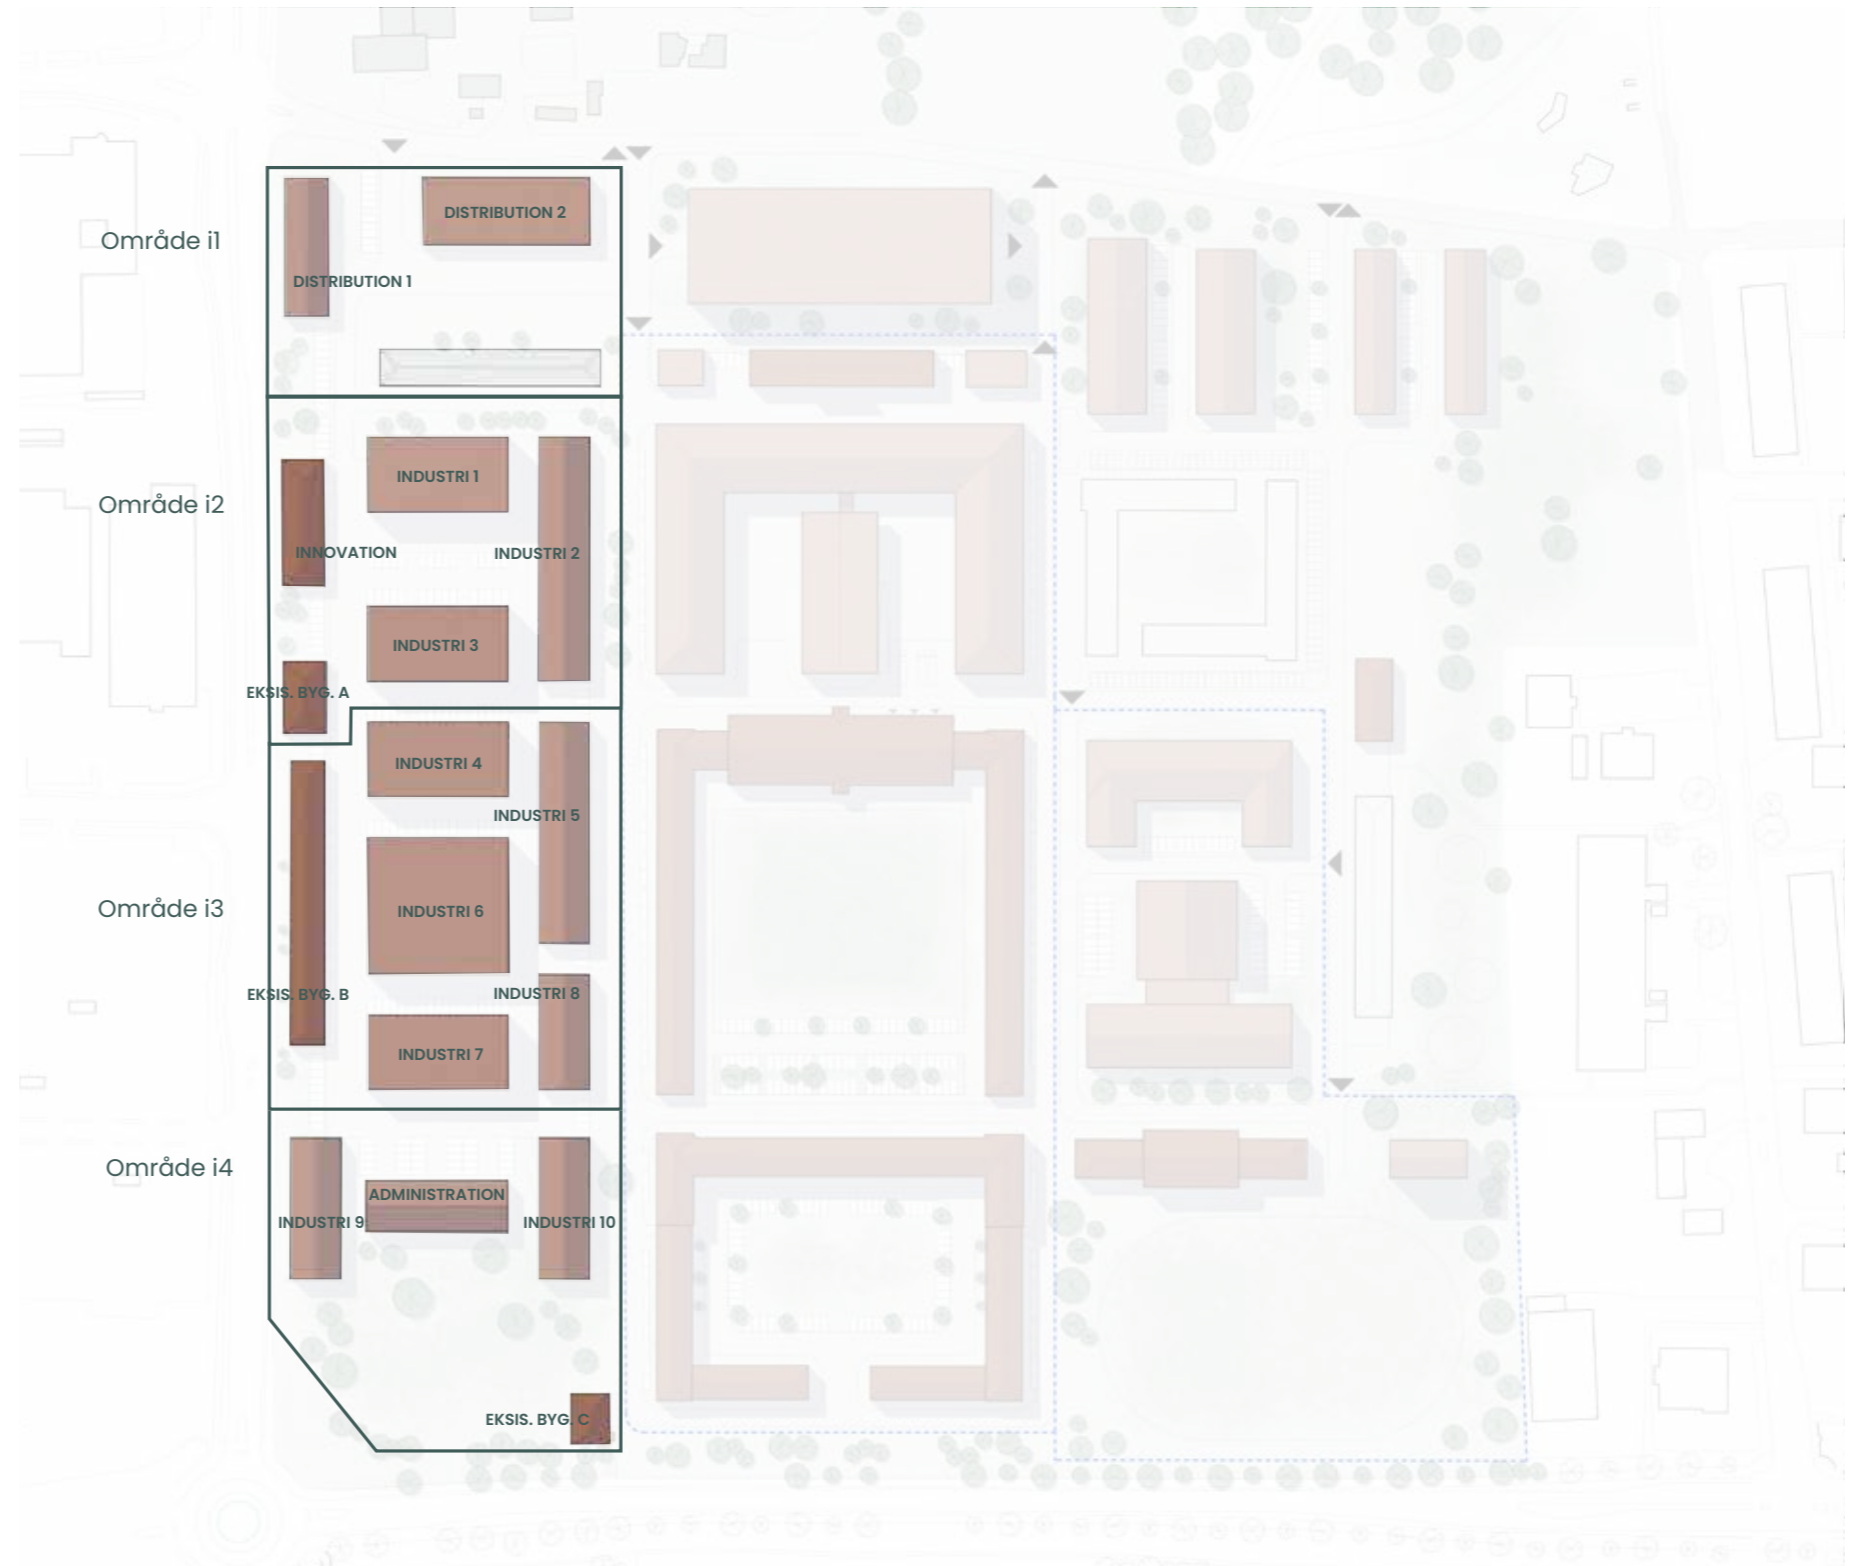 Område i1
DISTRIBUTION 2
DISTRIBUTION 1
Område i2
INDUSTRI 1
INNOVATION
INDUSTRI 2
INDUSTRI 3
EKSIS. BYG. A
INDUSTRI 4
INDUSTRI 5
Område i3
INDUSTRI 6
EKSIS. BYG. B
INDUSTRI 8
INDUSTRI 7
Område i4
ADMINISTRATION
INDUSTRI 9
INDUSTRI 10
EKSIS. BYG. C